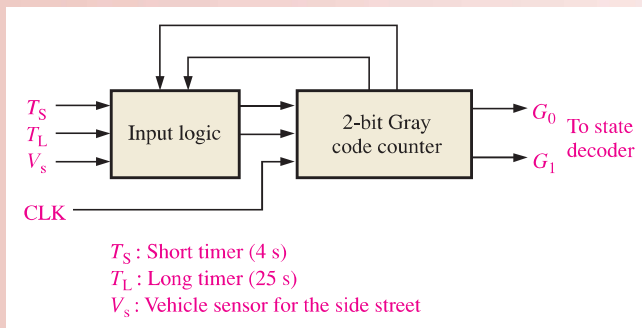 T_S
T_L
V_s
CLK
Input logic
2-bit Gray
code counter
G_0
G_1
To state
decoder
T_S : Short timer (4 s)
T_L : Long timer (25 s)
V_s : Vehicle sensor for the side street